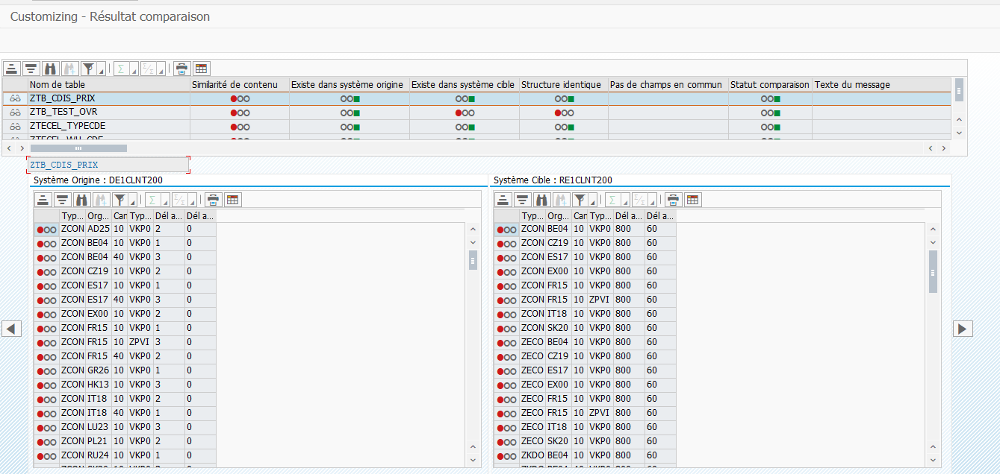 Customizing - Résultat comparaison
Nom de table Similarité de contenu Existe dans système origine Existe dans système cible Structure identique Pas de champs en commun Statut comparaison Texte du message
ZTB_CDIS_PRIX
ZTB_TEST_OVR
ZTECEL_TYPECDE
ZTECEL_WU_CDE
ZTB_CDIS_PRIX
Système Origine : DE1CLNT200
Typ... Org... Can Typ... Dél a... Dél a...
ZCON AD25 10 VKP0 2 0
ZCON BE04 10 VKP0 1 0
ZCON BE04 40 VKP0 3 0
ZCON CZ19 10 VKP0 2 0
ZCON ES17 10 VKP0 1 0
ZCON ES17 40 VKP0 3 0
ZCON EX00 10 VKP0 2 0
ZCON FR15 10 VKP0 1 0
ZCON FR15 10 ZPVI 3 0
ZCON FR15 40 VKP0 2 0
ZCON GR26 10 VKP0 1 0
ZCON HK13 10 VKP0 3 0
ZCON IT18 10 VKP0 2 0
ZCON IT18 40 VKP0 1 0
ZCON LU23 10 VKP0 3 0
ZCON PL21 10 VKP0 2 0
ZCON RU24 10 VKP0 1 0
Système Cible : RE1CLNT200
Typ... Org... Can Typ... Dél a... Dél a...
ZCON BE04 10 VKP0 800 60
ZCON CZ19 10 VKP0 800 60
ZCON ES17 10 VKP0 800 60
ZCON EX00 10 VKP0 800 60
ZCON FR15 10 VKP0 800 60
ZCON FR15 10 ZPVI 800 60
ZCON IT18 10 VKP0 800 60
ZCON SK20 10 VKP0 800 60
ZECO BE04 10 VKP0 800 60
ZECO CZ19 10 VKP0 800 60
ZECO ES17 10 VKP0 800 60
ZECO EX00 10 VKP0 800 60
ZECO FR15 10 VKP0 800 60
ZECO FR15 10 ZPVI 800 60
ZECO IT18 10 VKP0 800 60
ZECO SK20 10 VKP0 800 60
ZKDO BE04 10 VKP0 800 60